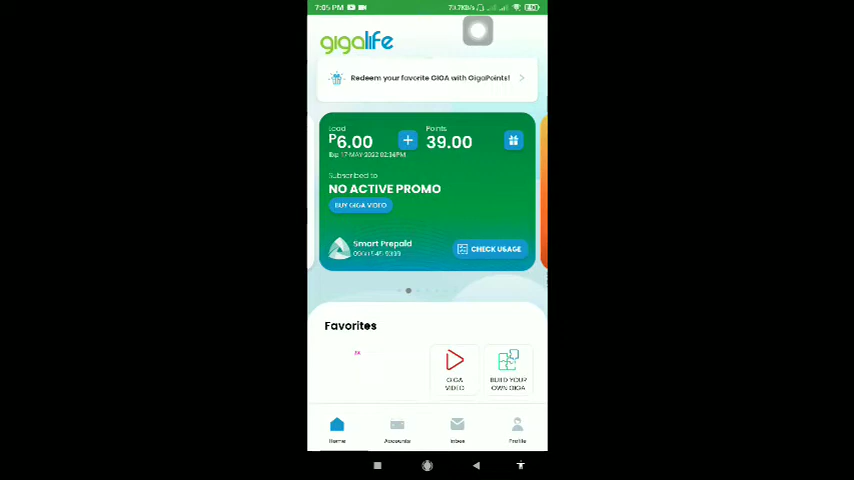 7:05 PM
gigalife
Redeem your favorite GIGA with GigaPoints!
Load
Points
₱6.00
39.00
Exp: 17-MAY-2022 02:34PM
Subscribed to
NO ACTIVE PROMO
BUY GIGA VIDEO
Smart Prepaid
CHECK USAGE
Favorites
GIGA
VIDEO
BUILD YOUR
OWN GIGA
Home
Accounts
Inbox
Profile